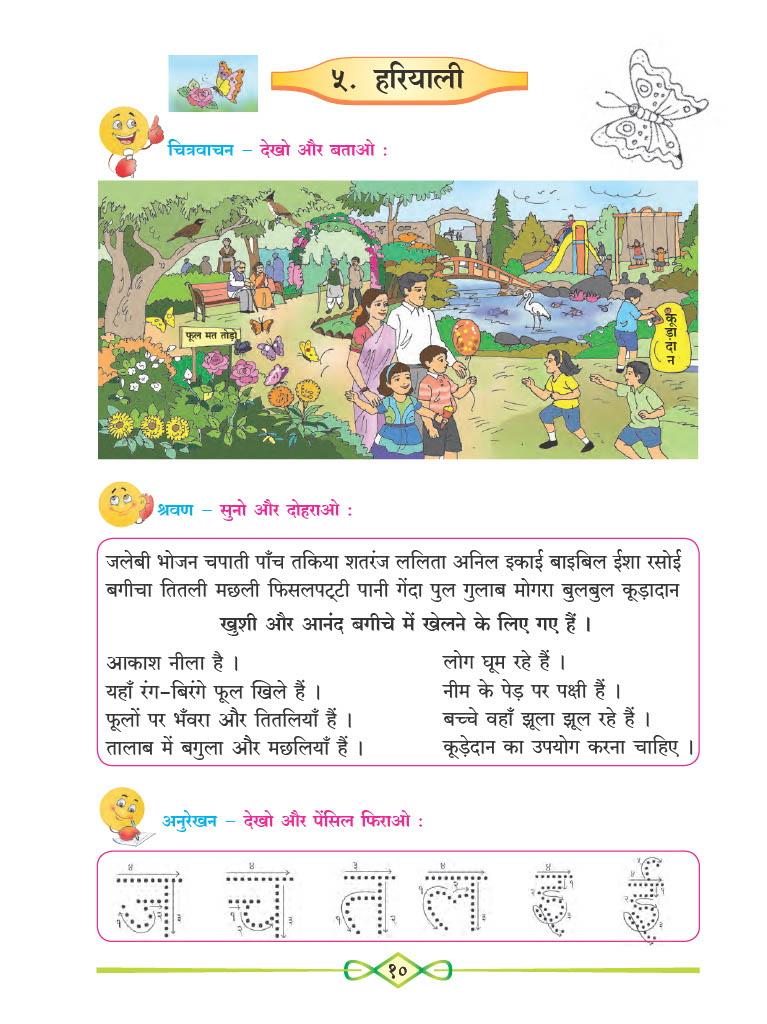 ५. हरियाली
चित्रवाचन – देखो और बताओ :
फूल मत तोड़ो
कूड़ादान
श्रवण – सुनो और दोहराओ :
जलेबी भोजन चपाती पाँच तकिया शतरंज ललिता अनिल इकाई बाइबिल ईशा रसोई
बगीचा तितली मछली फिसलपट्टी पानी गेंदा पुल गुलाब मोगरा बुलबुल कूड़ादान
खुशी और आनंद बगीचे में खेलने के लिए गए हैं ।
आकाश नीला है ।
यहाँ रंग-बिरंगे फूल खिले हैं ।
फूलों पर भँवरा और तितलियाँ हैं ।
तालाब में बगुला और मछलियाँ हैं ।
लोग घूम रहे हैं ।
नीम के पेड़ पर पक्षी हैं ।
बच्चे वहाँ झूला झूल रहे हैं ।
कूड़ेदान का उपयोग करना चाहिए ।
अनुरेखन – देखो और पेंसिल फिराओ :
ज च त ल इ ई
१०